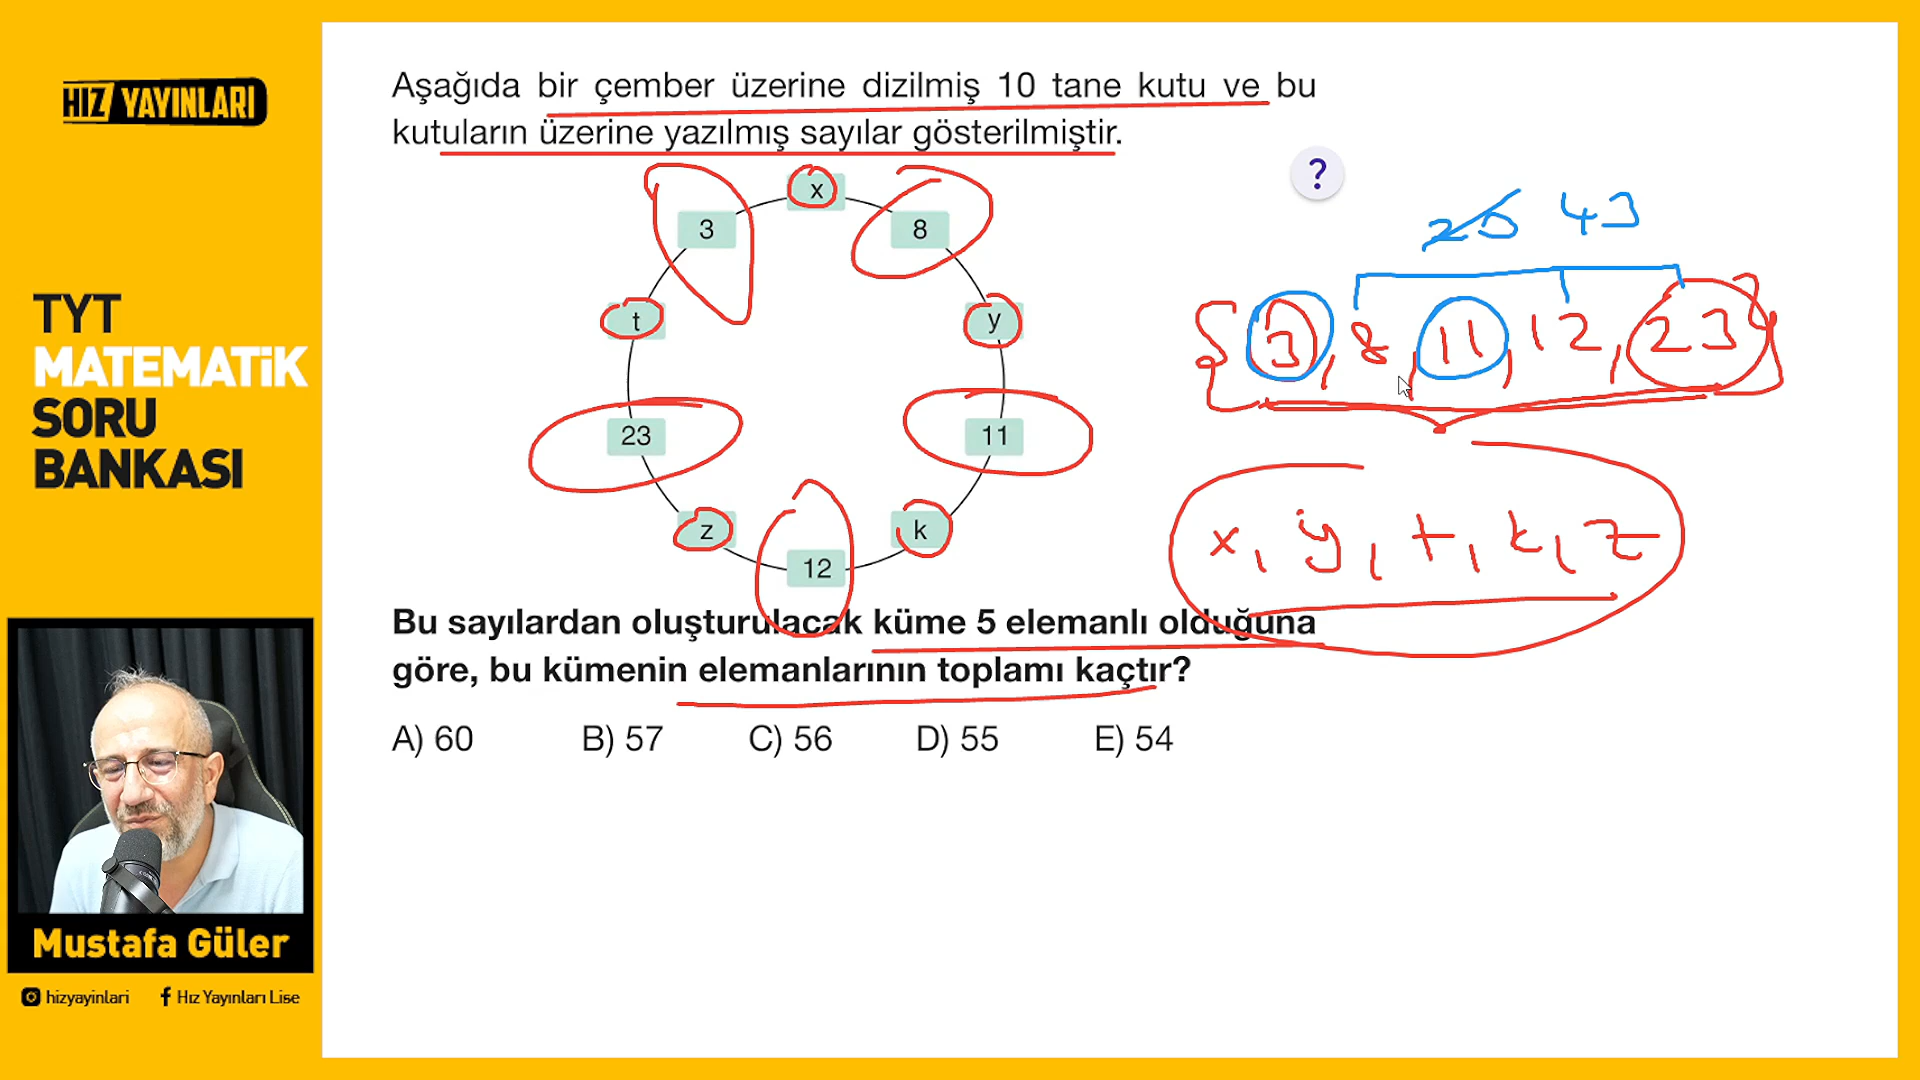 HIZ YAYINLARI
TYT
MATEMATİK
SORU
BANKASI
Mustafa Güler
hizyayinlari
Hız Yayınları Lise
Aşağıda bir çember üzerine dizilmiş 10 tane kutu ve bu
kutuların üzerine yazılmış sayılar gösterilmiştir.
x
3
8
t
y
23
11
z
k
12
?
25 43
{3, 8, 11, 12, 23}
x, y, t, k, z
Bu sayılardan oluşturulacak küme 5 elemanlı olduğuna
göre, bu kümenin elemanlarının toplamı kaçtır?
A) 60 B) 57 C) 56 D) 55 E) 54